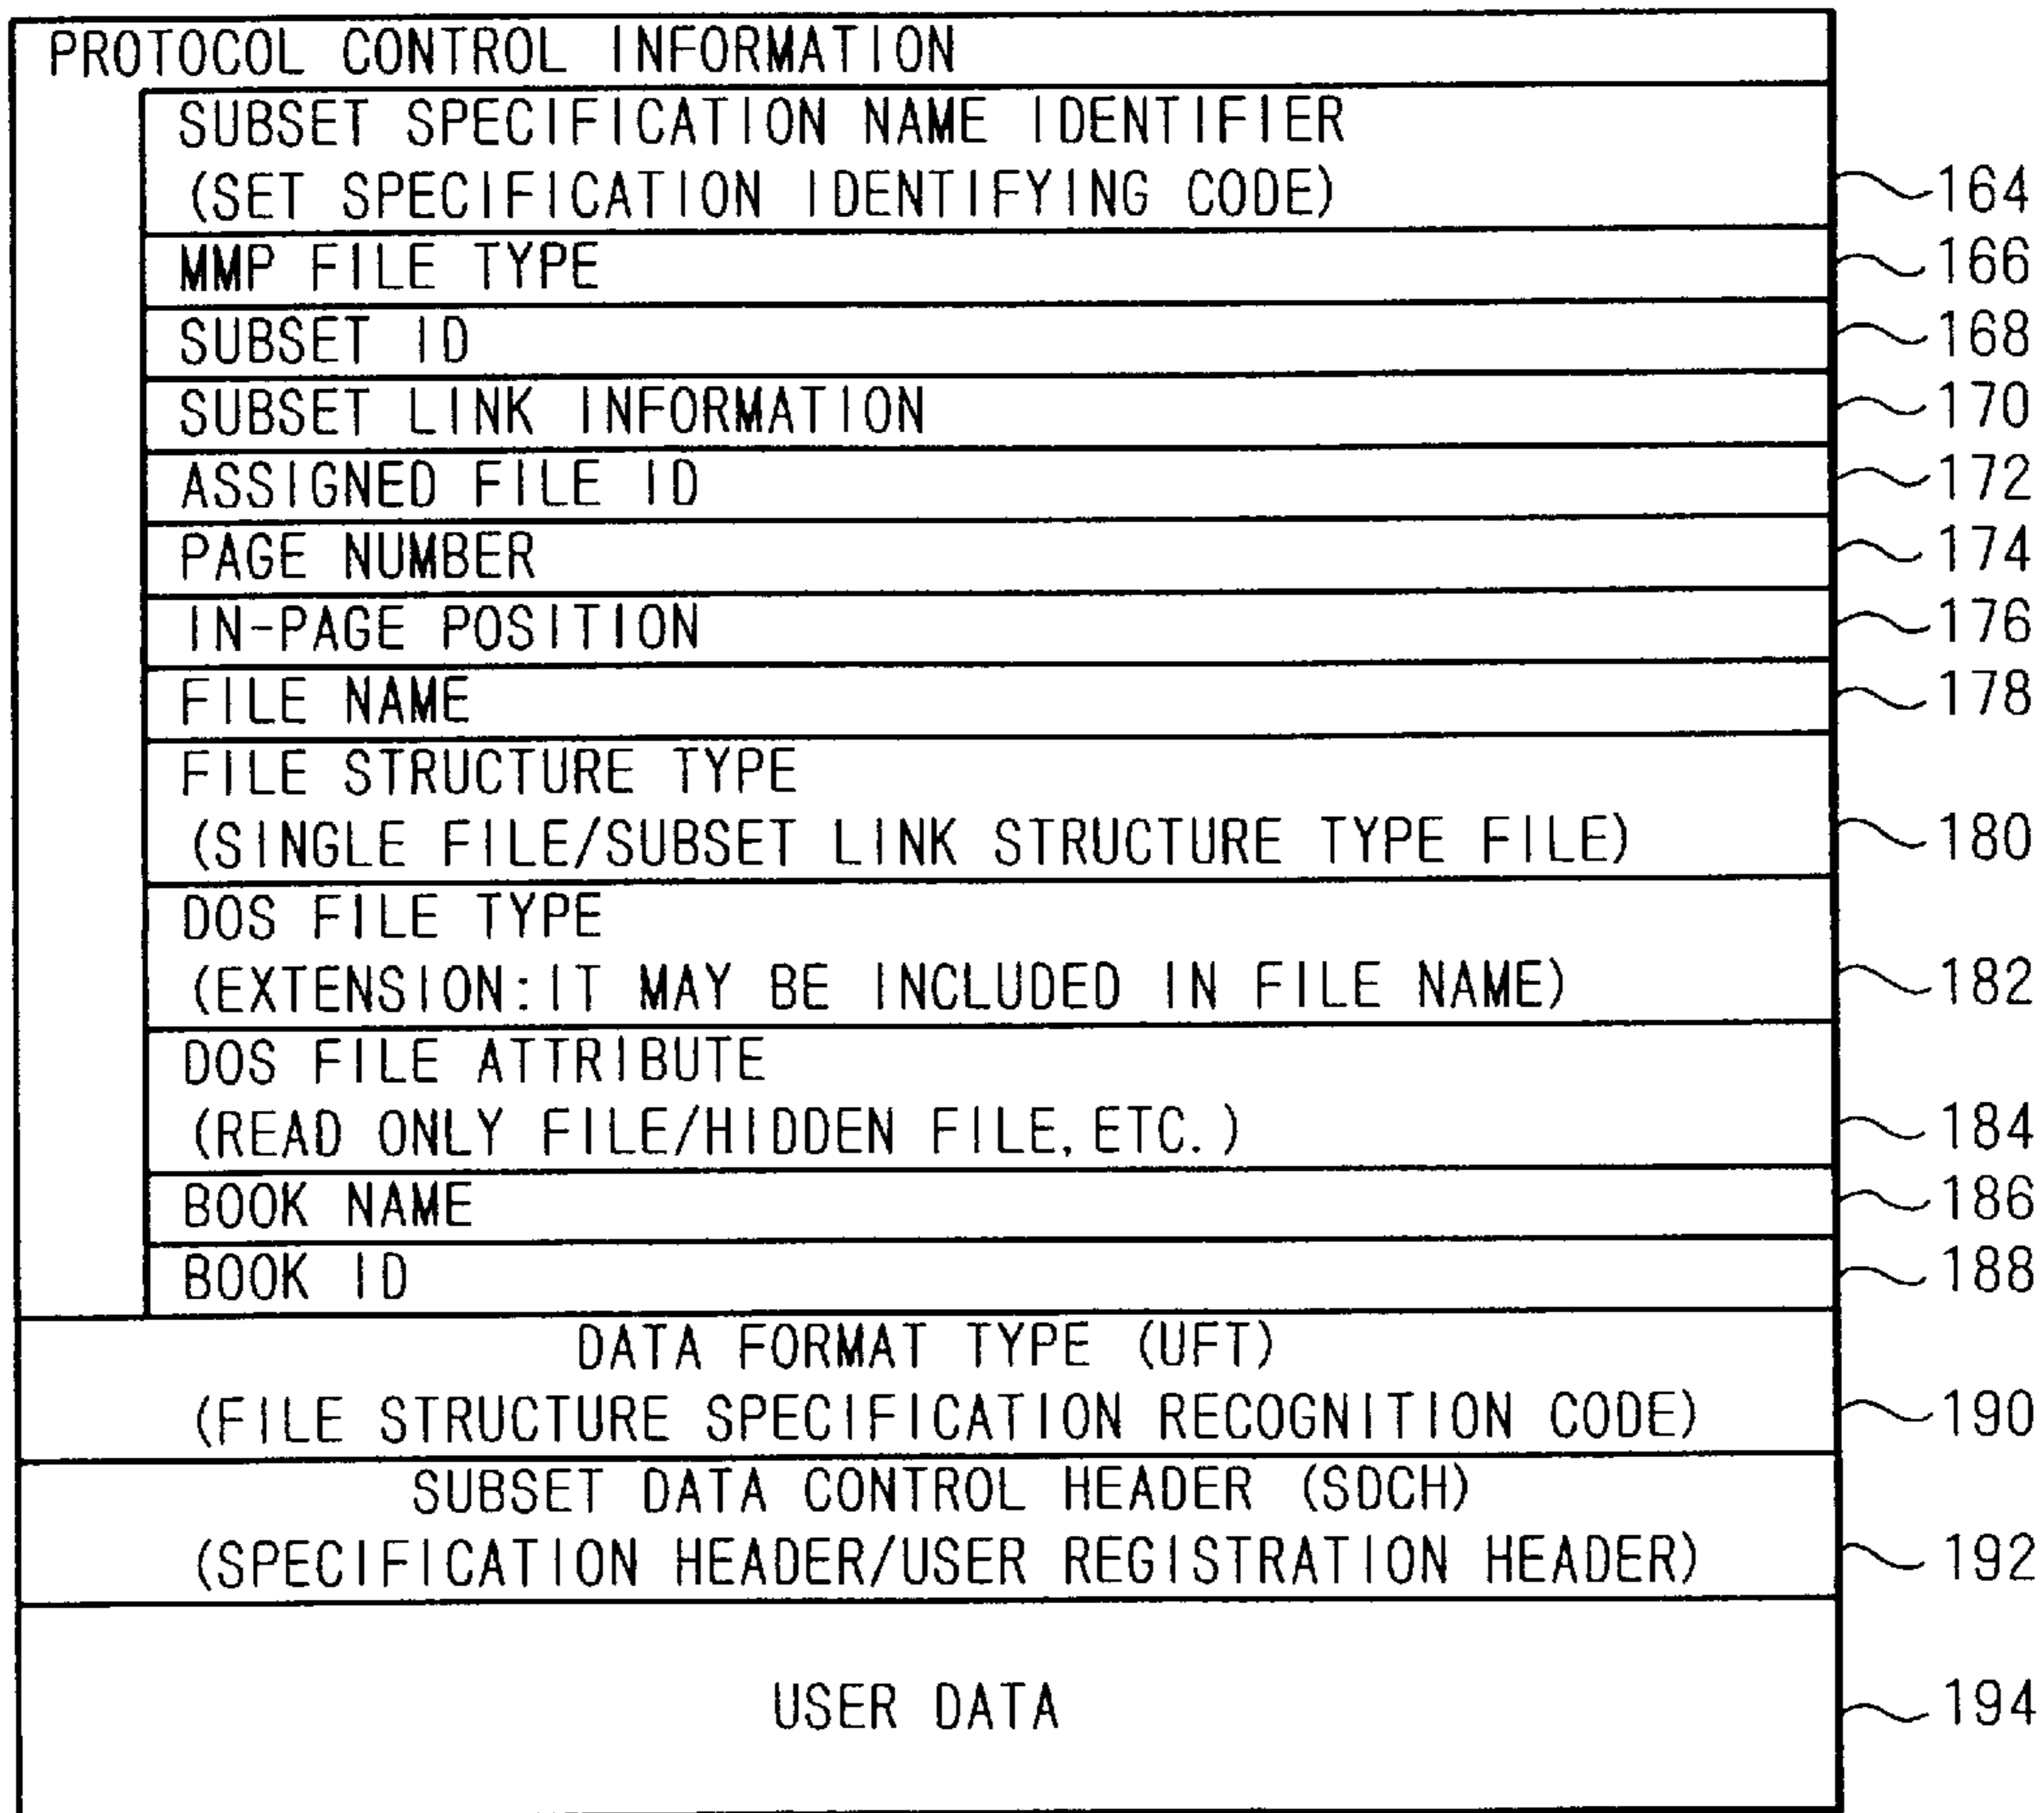 PROTOCOL CONTROL INFORMATION
SUBSET SPECIFICATION NAME IDENTIFIER
(SET SPECIFICATION IDENTIFYING CODE) 164
MMP FILE TYPE 166
SUBSET ID 168
SUBSET LINK INFORMATION 170
ASSIGNED FILE ID 172
PAGE NUMBER 174
IN-PAGE POSITION 176
FILE NAME 178
FILE STRUCTURE TYPE
(SINGLE FILE/SUBSET LINK STRUCTURE TYPE FILE) 180
DOS FILE TYPE
(EXTENSION:IT MAY BE INCLUDED IN FILE NAME) 182
DOS FILE ATTRIBUTE
(READ ONLY FILE/HIDDEN FILE,ETC.) 184
BOOK NAME 186
BOOK ID 188
DATA FORMAT TYPE (UFT)
(FILE STRUCTURE SPECIFICATION RECOGNITION CODE) 190
SUBSET DATA CONTROL HEADER (SDCH)
(SPECIFICATION HEADER/USER REGISTRATION HEADER) 192
USER DATA 194